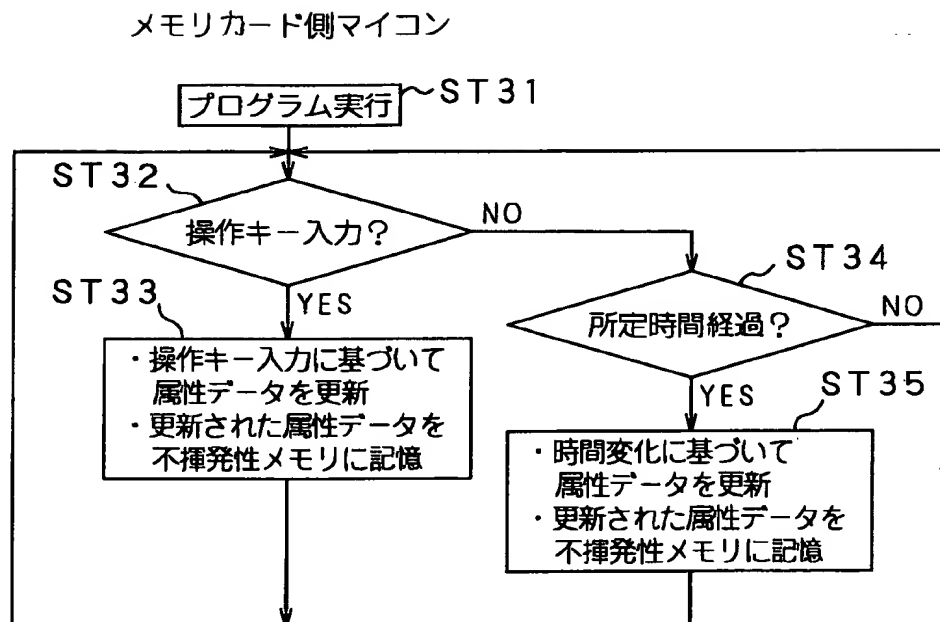 メモリカード側マイコン
プログラム実行
ST31
ST32
操作キー入力?
NO
ST34
所定時間経過?
NO
ST33
YES
・操作キー入力に基づいて
属性データを更新
・更新された属性データを
不揮発性メモリに記憶
YES
ST35
・時間変化に基づいて
属性データを更新
・更新された属性データを
不揮発性メモリに記憶